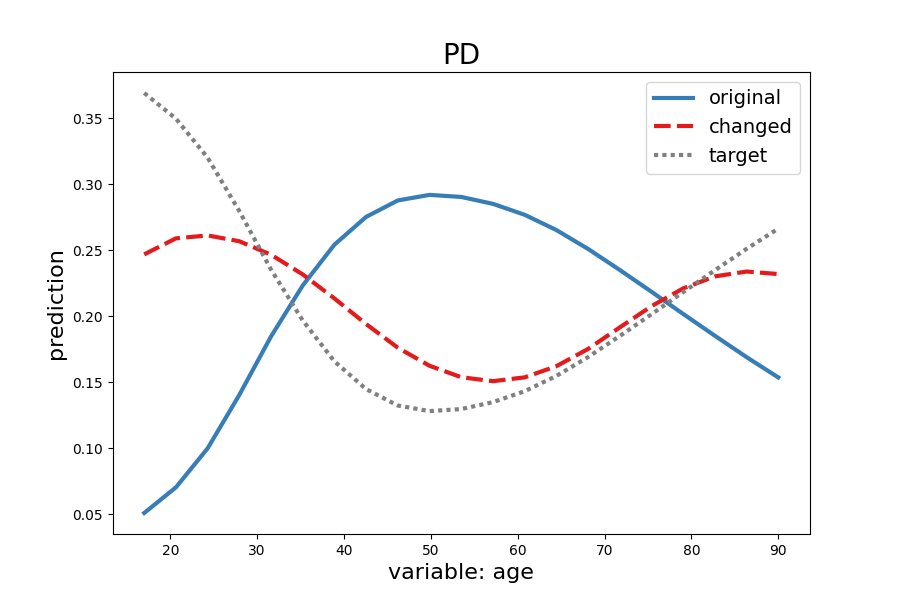 PD
original
changed
target
prediction
0.35
0.30
0.25
0.20
0.15
0.10
0.05
20 30 40 50 60 70 80 90
variable: age